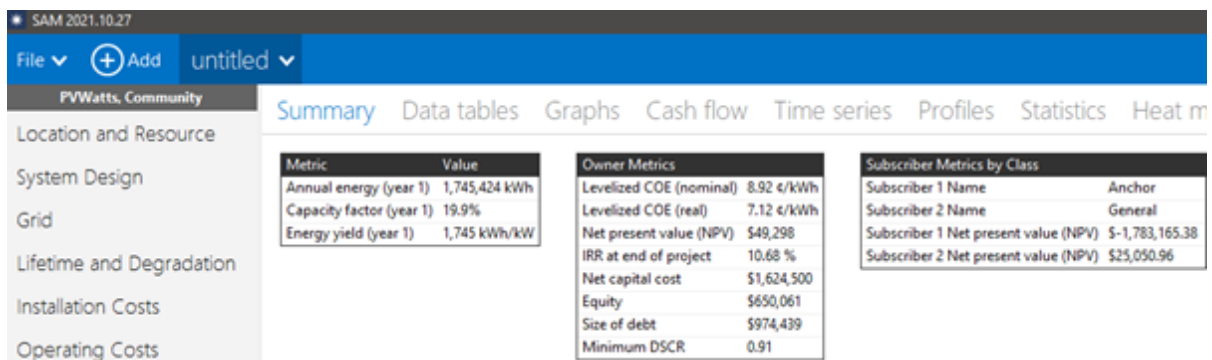 SAM 2021.10.27
File Add untitled
PVWatts, Community
Location and Resource
System Design
Grid
Lifetime and Degradation
Installation Costs
Operating Costs
Summary Data tables Graphs Cash flow Time series Profiles Statistics Heat m
Metric Value
Annual energy (year 1) 1,745,424 kWh
Capacity factor (year 1) 19.9%
Energy yield (year 1) 1,745 kWh/kW
Owner Metrics
Levelized COE (nominal) 8.92 ¢/kWh
Levelized COE (real) 7.12 ¢/kWh
Net present value (NPV) $49,298
IRR at end of project 10.68 %
Net capital cost $1,624,500
Equity $650,061
Size of debt $974,439
Minimum DSCR 0.91
Subscriber Metrics by Class
Subscriber 1 Name Anchor
Subscriber 2 Name General
Subscriber 1 Net present value (NPV) $-1,783,165.38
Subscriber 2 Net present value (NPV) $25,050.96